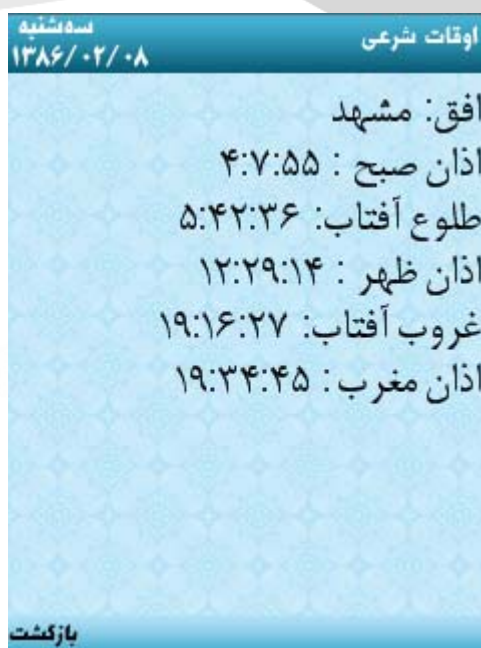 اوقات شرعی
سه‌شنبه
۱۳۸۶/۰۲/۰۸
افق: مشهد
اذان صبح : ۴:۷:۵۵
طلوع آفتاب: ۵:۴۲:۳۶
اذان ظهر : ۱۲:۲۹:۱۴
غروب آفتاب: ۱۹:۱۶:۲۷
اذان مغرب : ۱۹:۳۴:۴۵
بازگشت